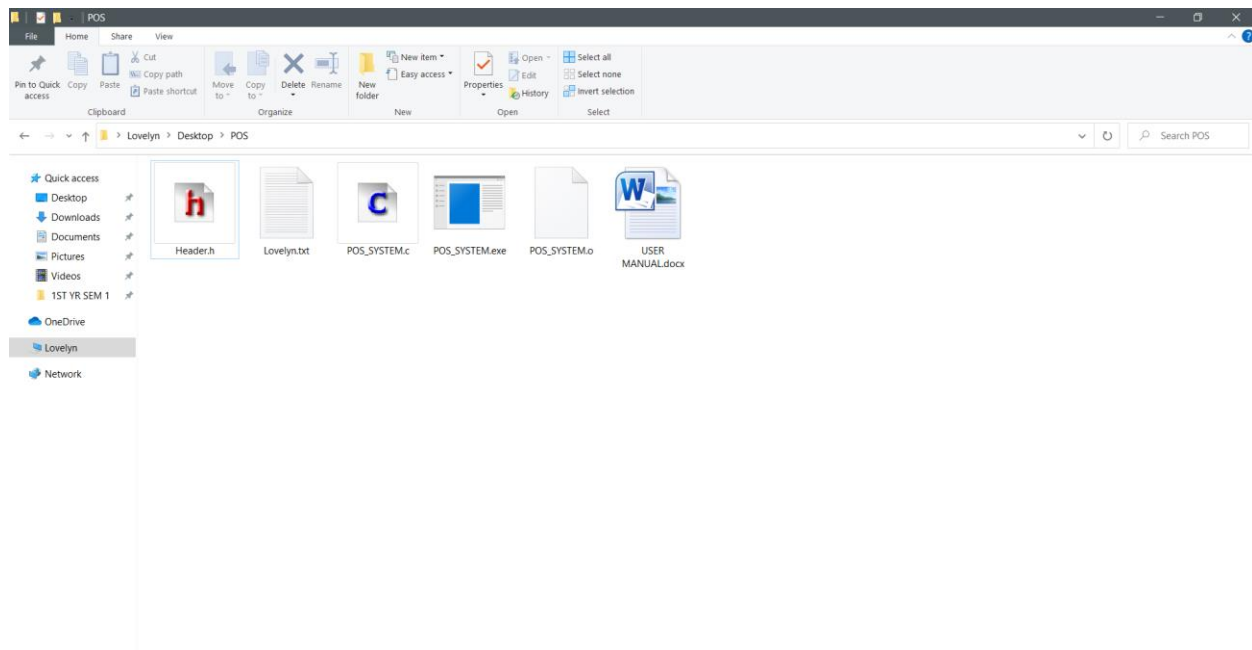 POS
File Home Share View
Pin to Quick access
Copy
Paste
Cut
Copy path
Paste shortcut
Clipboard
Move to
Copy to
Delete
Rename
Organize
New folder
New item
Easy access
New
Properties
Open
Edit
History
Open
Select all
Select none
Invert selection
Select
> Lovelyn > Desktop > POS
Search POS
Quick access
Desktop
Downloads
Documents
Pictures
Videos
1ST YR SEM 1
OneDrive
Lovelyn
Network
h
C
W
Header.h
Lovelyn.txt
POS_SYSTEM.c
POS_SYSTEM.exe
POS_SYSTEM.o
USER
MANUAL.docx